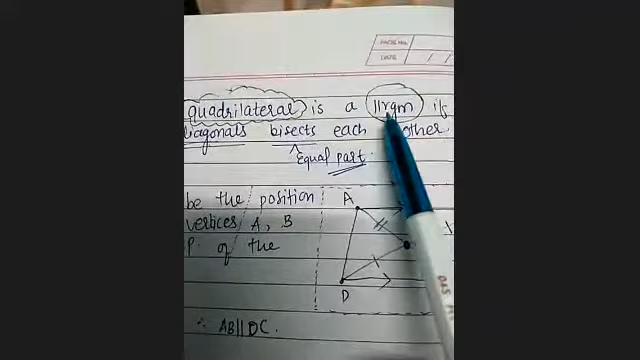 PAGE NO.
DATE / /
quadrilateral is a ||rgm if
diagonals bisects each other
^ Equal part.
be the position
vertices A, B
P. of the
A
D
∴ AB||DC.